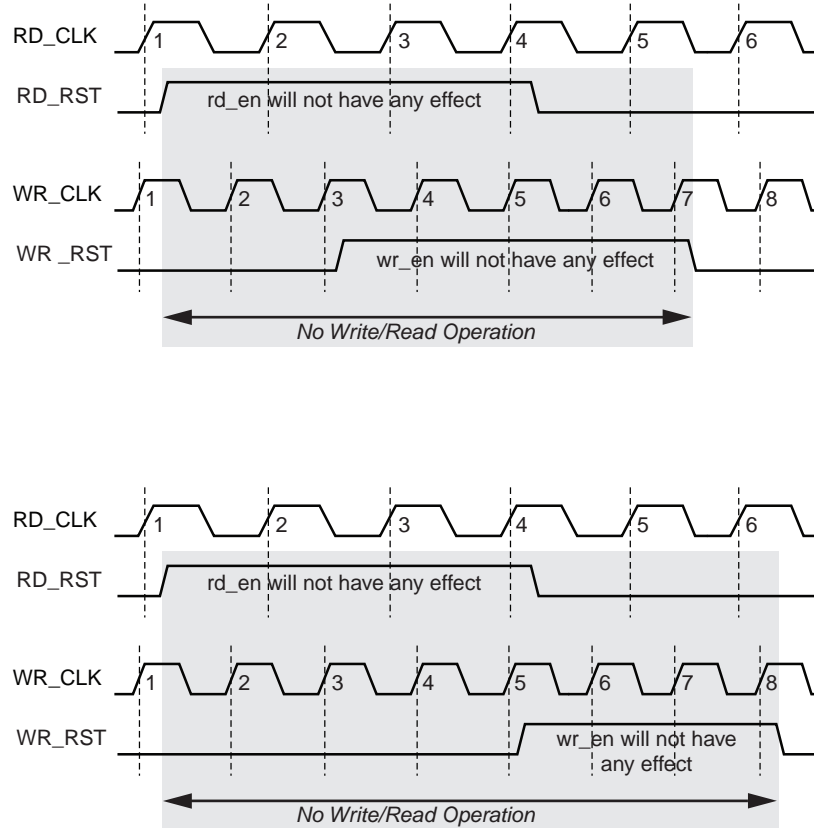 RD_CLK 1 2 3 4 5 6
RD_RST rd_en will not have any effect
WR_CLK 1 2 3 4 5 6 7 8
WR _RST wr_en will not have any effect
No Write/Read Operation
RD_CLK 1 2 3 4 5 6
RD_RST rd_en will not have any effect
WR_CLK 1 2 3 4 5 6 7 8
WR_RST wr_en will not have
any effect
No Write/Read Operation